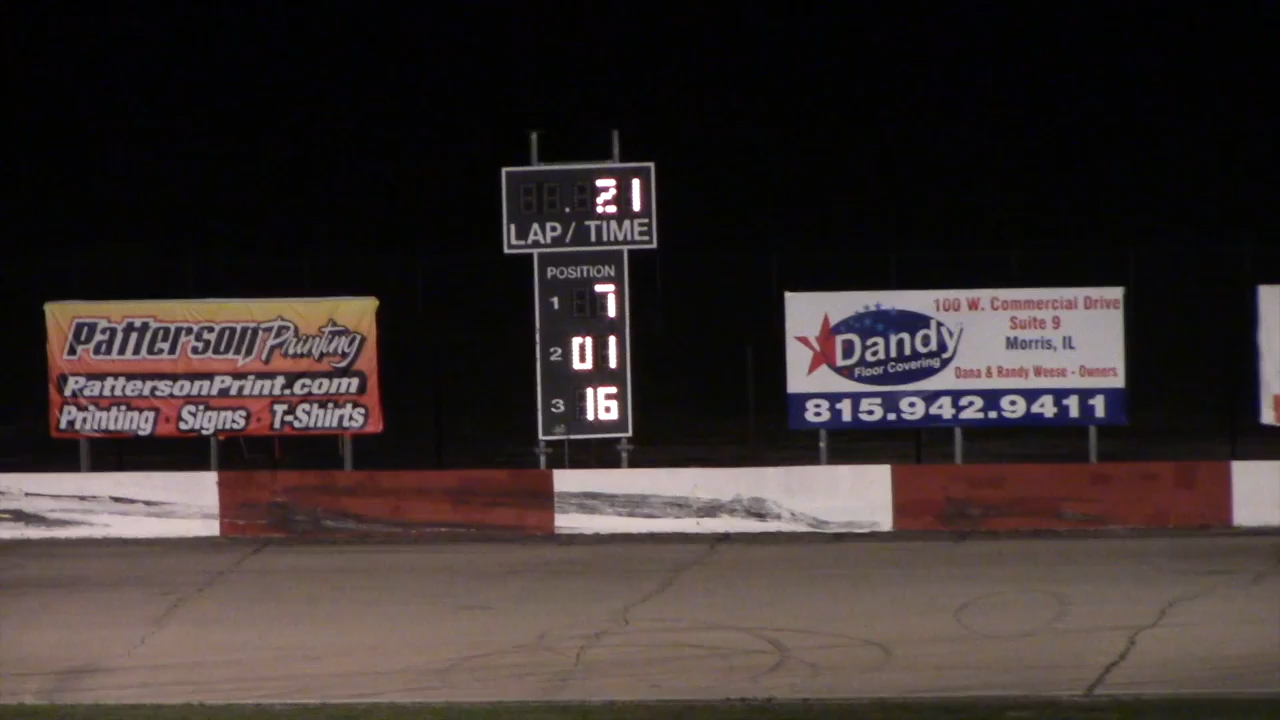 21
LAP / TIME
POSITION
1 7
2 01
3 16
Patterson Printing
PattersonPrint.com
Printing Signs T-Shirts
100 W. Commercial Drive
Suite 9
Morris, IL
Dandy
Floor Covering
Dana & Randy Weese - Owners
815.942.9411